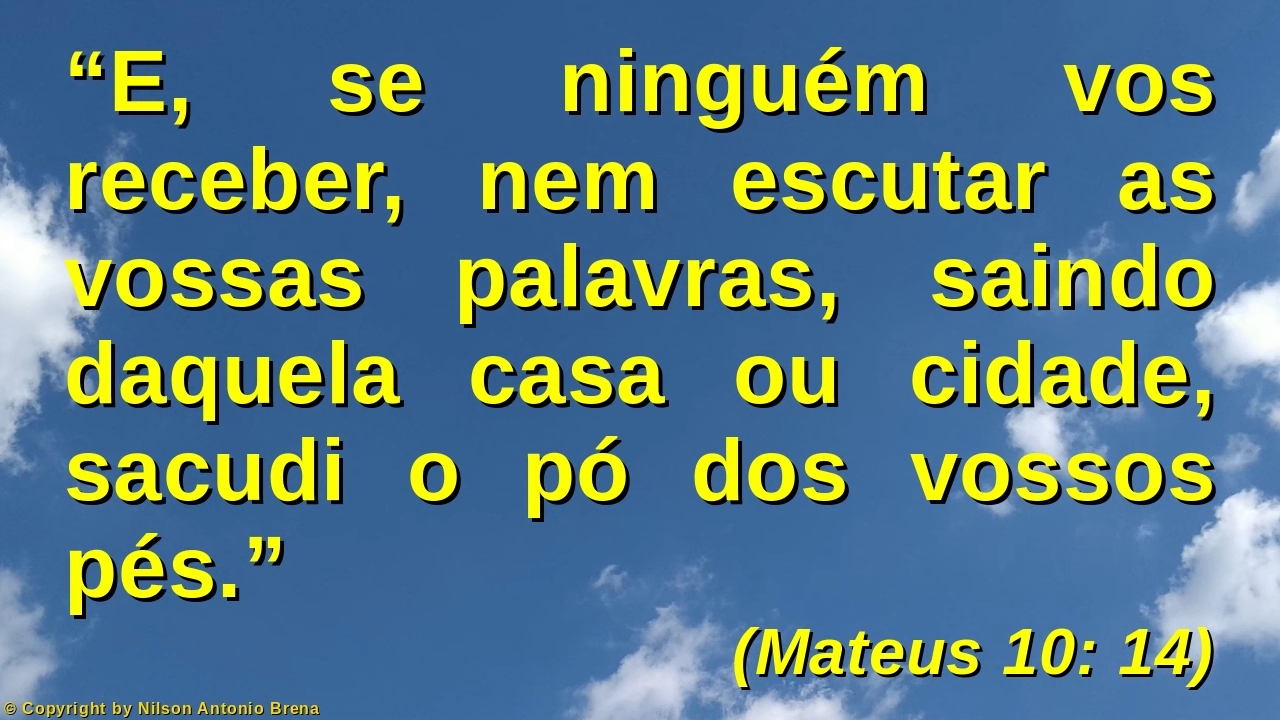 “E, se ninguém vos
receber, nem escutar as
vossas palavras, saindo
daquela casa ou cidade,
sacudi o pó dos vossos
pés.”
(Mateus 10: 14)
© Copyright by Nilson Antonio Brena